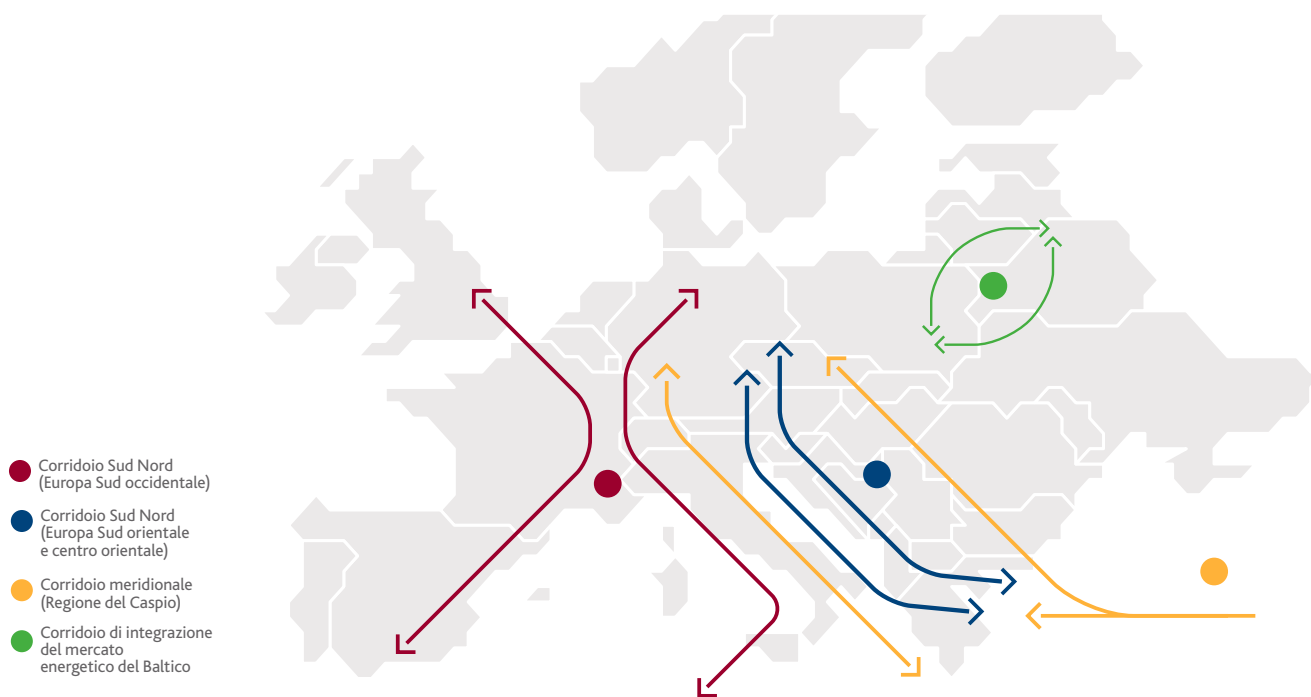 Corridoio Sud Nord
(Europa Sud occidentale)
Corridoio Sud Nord
(Europa Sud orientale
e centro orientale)
Corridoio meridionale
(Regione del Caspio)
Corridoio di integrazione
del mercato
energetico del Baltico